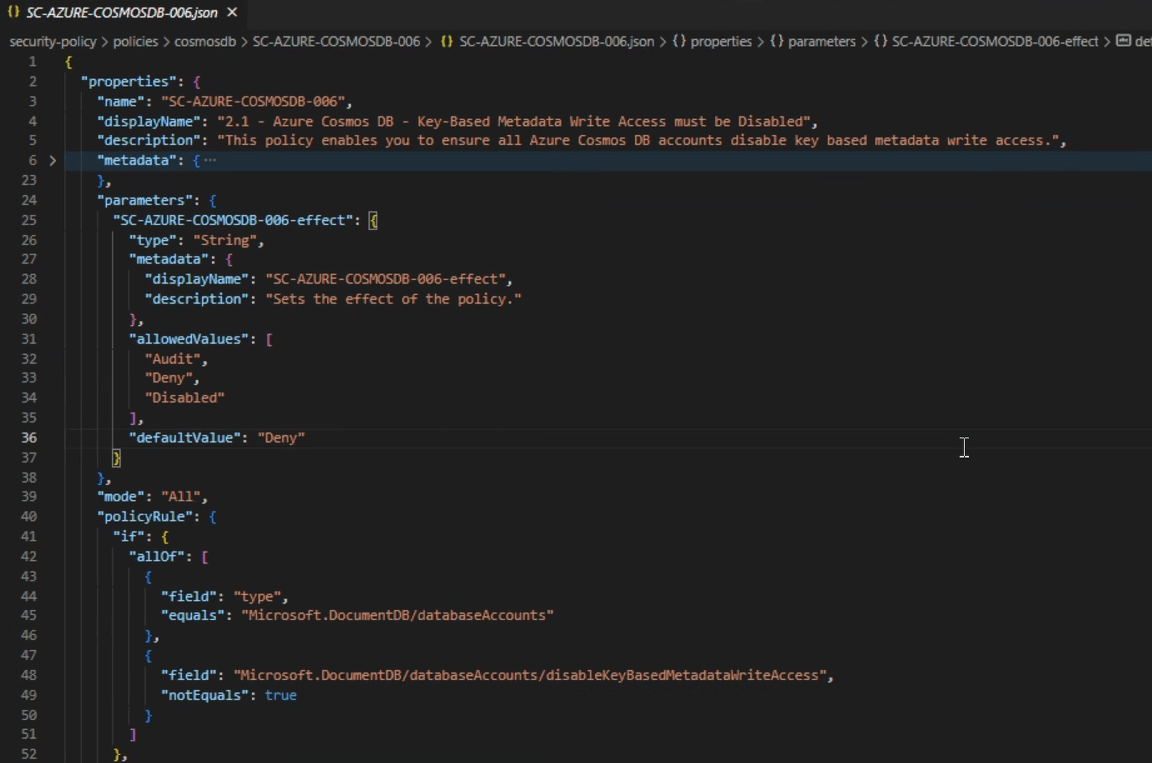 {} SC-AZURE-COSMOSDB-006.json ×
security-policy > policies > cosmosdb > SC-AZURE-COSMOSDB-006 > {} SC-AZURE-COSMOSDB-006.json > {} properties > {} parameters > {} SC-AZURE-COSMOSDB-006-effect > det
1 {
2 "properties": {
3 "name": "SC-AZURE-COSMOSDB-006",
4 "displayName": "2.1 - Azure Cosmos DB - Key-Based Metadata Write Access must be Disabled",
5 "description": "This policy enables you to ensure all Azure Cosmos DB accounts disable key based metadata write access.",
6 > "metadata": { ...
23 },
24 "parameters": {
25 "SC-AZURE-COSMOSDB-006-effect": {
26 "type": "String",
27 "metadata": {
28 "displayName": "SC-AZURE-COSMOSDB-006-effect",
29 "description": "Sets the effect of the policy."
30 },
31 "allowedValues": [
32 "Audit",
33 "Deny",
34 "Disabled"
35 ],
36 "defaultValue": "Deny"
37 }
38 },
39 "mode": "All",
40 "policyRule": {
41 "if": {
42 "allOf": [
43 {
44 "field": "type",
45 "equals": "Microsoft.DocumentDB/databaseAccounts"
46 },
47 {
48 "field": "Microsoft.DocumentDB/databaseAccounts/disableKeyBasedMetadataWriteAccess",
49 "notEquals": true
50 }
51 ]
52 },